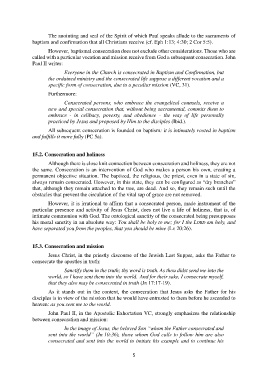 The anointing and seal of the Spirit of which Paul speaks allude to the sacraments of
baptism and confirmation that all Christians receive (cf. Eph 1:13; 4:30; 2 Cor 5:5).
However, baptismal consecration does not exclude other considerations. Those who are
called with a particular vocation and mission receive from God a subsequent consecration. John
Paul II writes:
Everyone in the Church is consecrated in Baptism and Confirmation, but
the ordained ministry and the consecrated life suppose a different vocation and a
specific form of consecration, due to a peculiar mission (VC, 31).
Furthermore:
Consecrated persons, who embrace the evangelical counsels, receive a
new and special consecration that, without being sacramental, commits them to
embrace – in celibacy, poverty and obedience – the way of life personally
practiced by Jesus and proposed by Him to the disciples (Ibid.).
All subsequent consecration is founded on baptism: it is intimately rooted in baptism
and fulfills it more fully (PC 5a).
15.2. Consecration and holiness
Although there is close link connection between consecration and holiness, they are not
the same. Consecration is an intervention of God who makes a person his own, creating a
permanent objective situation. The baptized, the religious, the priest, even in a state of sin,
always remain consecrated. However, in this state, they can be configured as "dry branches"
that, although they remain attached to the tree, are dead. And so, they remain such until the
obstacles that prevent the circulation of the vital sap of grace are not removed.
However, it is irrational to affirm that a consecrated person, made instrument of the
particular presence and activity of Jesus Christ, does not live a life of holiness, that is, of
intimate communion with God. The ontological sanctity of the consecrated being presupposes
his moral sanctity in an absolute way: You shall be holy to me; for I the LORD am holy, and
have separated you from the peoples, that you should be mine (Lv 20:26).
15.3. Consecration and mission
Jesus Christ, in the priestly discourse of the Jewish Last Supper, asks the Father to
consecrate the apostles in truth:
Sanctify them in the truth; thy word is truth. As thou didst send me into the
world, so I have sent them into the world. And for their sake, I consecrate myself,
that they also may be consecrated in truth (Jn 17:17-19).
As it stands out in the context, the consecration that Jesus asks the Father for his
disciples is in view of the mission that he would have entrusted to them before he ascended to
heaven: as you sent me to the world.
John Paul II, in the Apostolic Exhortation VC, strongly emphasizes the relationship
between consecration and mission:
In the image of Jesus, the beloved Son "whom the Father consecrated and
sent into the world" (Jn 10:36), those whom God calls to follow him are also
consecrated and sent into the world to imitate his example and to continue his
5